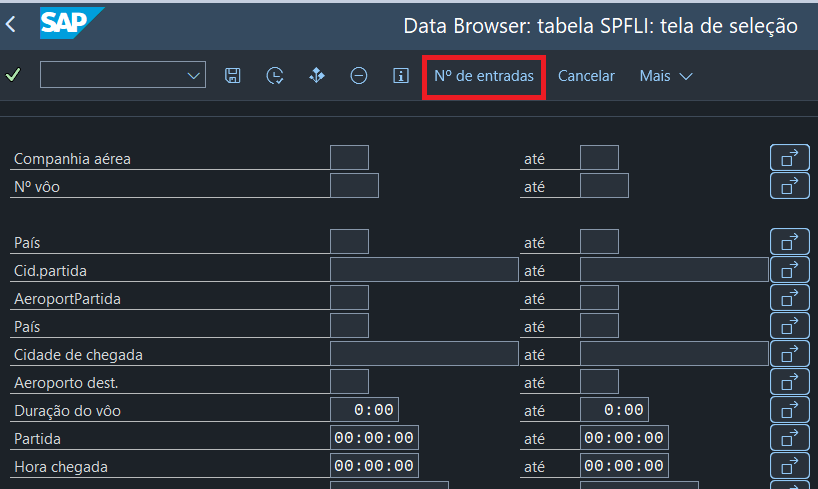 SAP
Data Browser: tabela SPFLI: tela de seleção
Nº de entradas Cancelar Mais
Companhia aérea até
Nº vôo até
País até
Cid.partida até
AeroportPartida até
País até
Cidade de chegada até
Aeroporto dest. até
Duração do vôo 0:00 até 0:00
Partida 00:00:00 até 00:00:00
Hora chegada 00:00:00 até 00:00:00